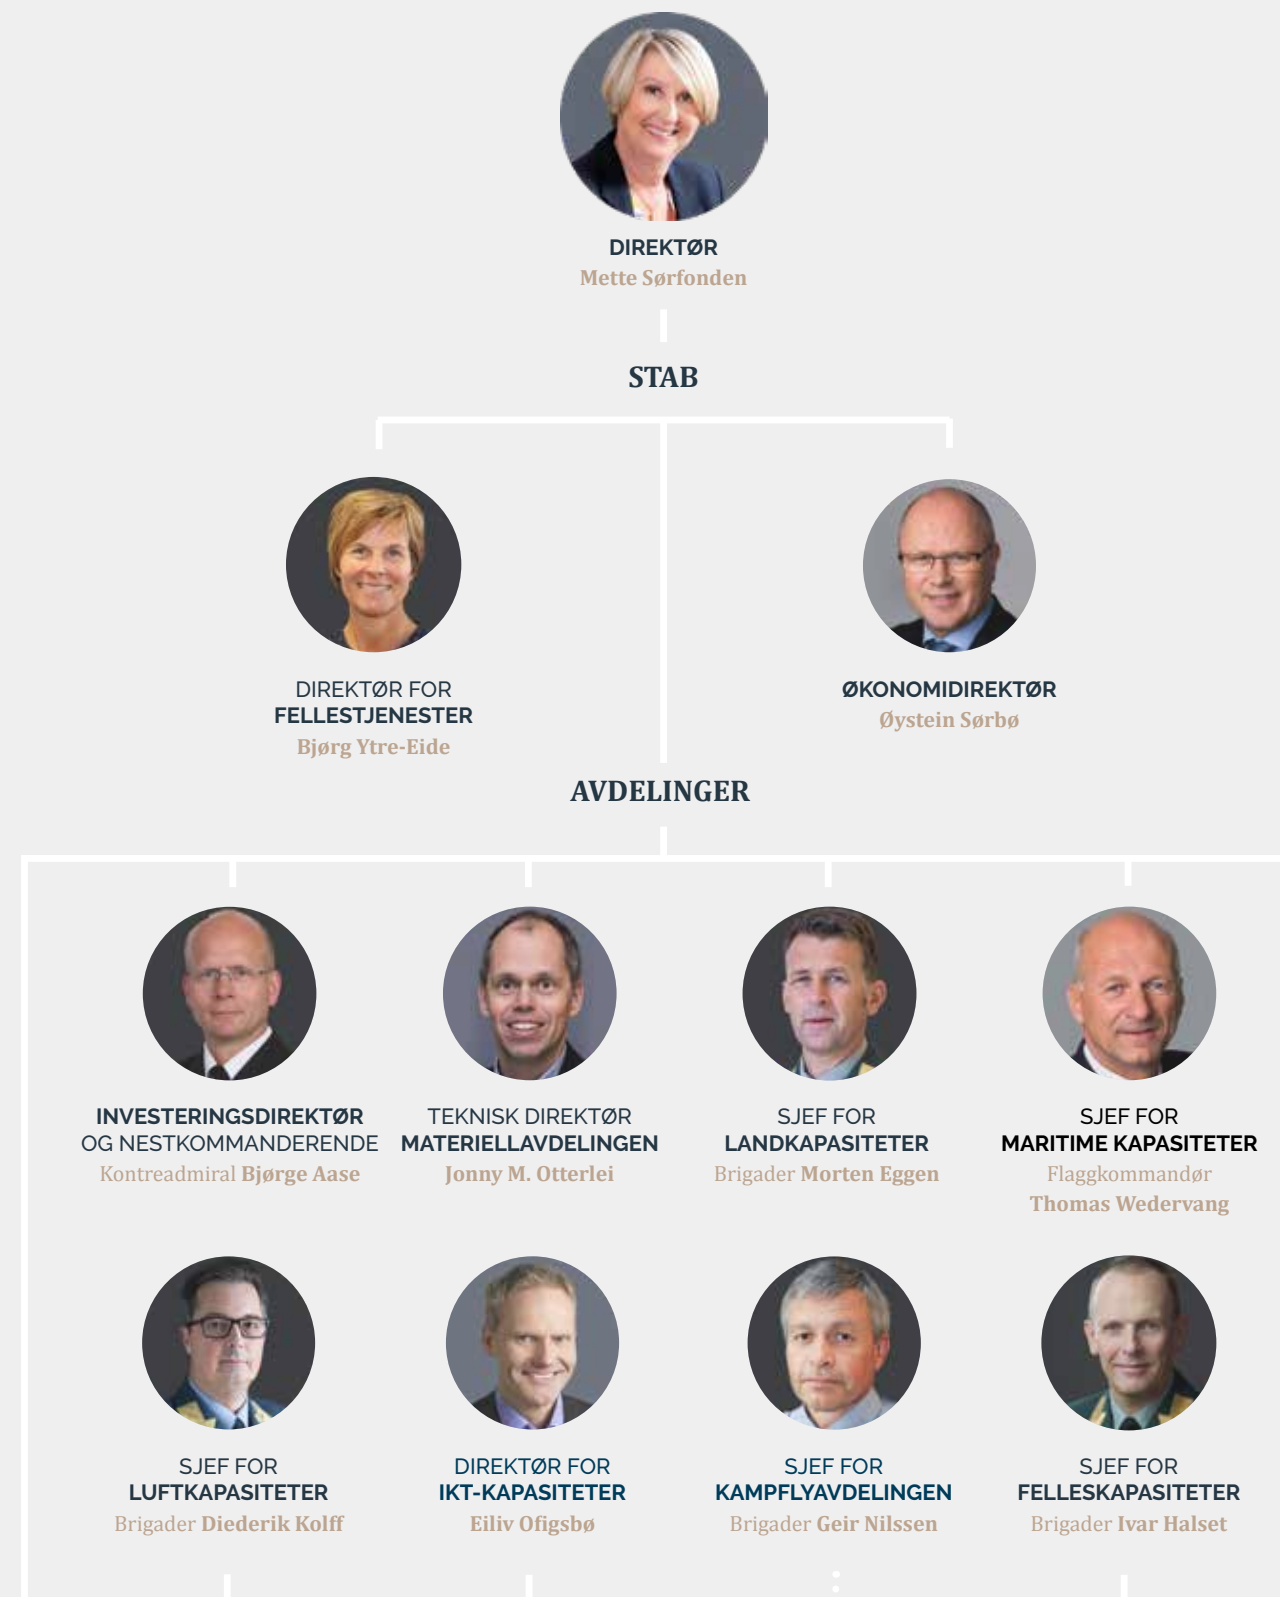 DIREKTØR
Mette Sørfonden
STAB
DIREKTØR FOR
FELLESTJENESTER
Bjørg Ytre-Eide
ØKONOMIDIREKTØR
Øystein Sørbø
AVDELINGER
INVESTERINGSDIREKTØR
OG NESTKOMMANDERENDE
Kontreadmiral Bjørge Aase
TEKNISK DIREKTØR
MATERIELLAVDELINGEN
Jonny M. Otterlei
SJEF FOR
LANDKAPASITETER
Brigader Morten Eggen
SJEF FOR
MARITIME KAPASITETER
Flaggkommandør
Thomas Wedervang
SJEF FOR
LUFTKAPASITETER
Brigader Diederik Kolff
DIREKTØR FOR
IKT-KAPASITETER
Eiliv Ofigsbø
SJEF FOR
KAMPFLYAVDELINGEN
Brigader Geir Nilssen
SJEF FOR
FELLESKAPASITETER
Brigader Ivar Halset